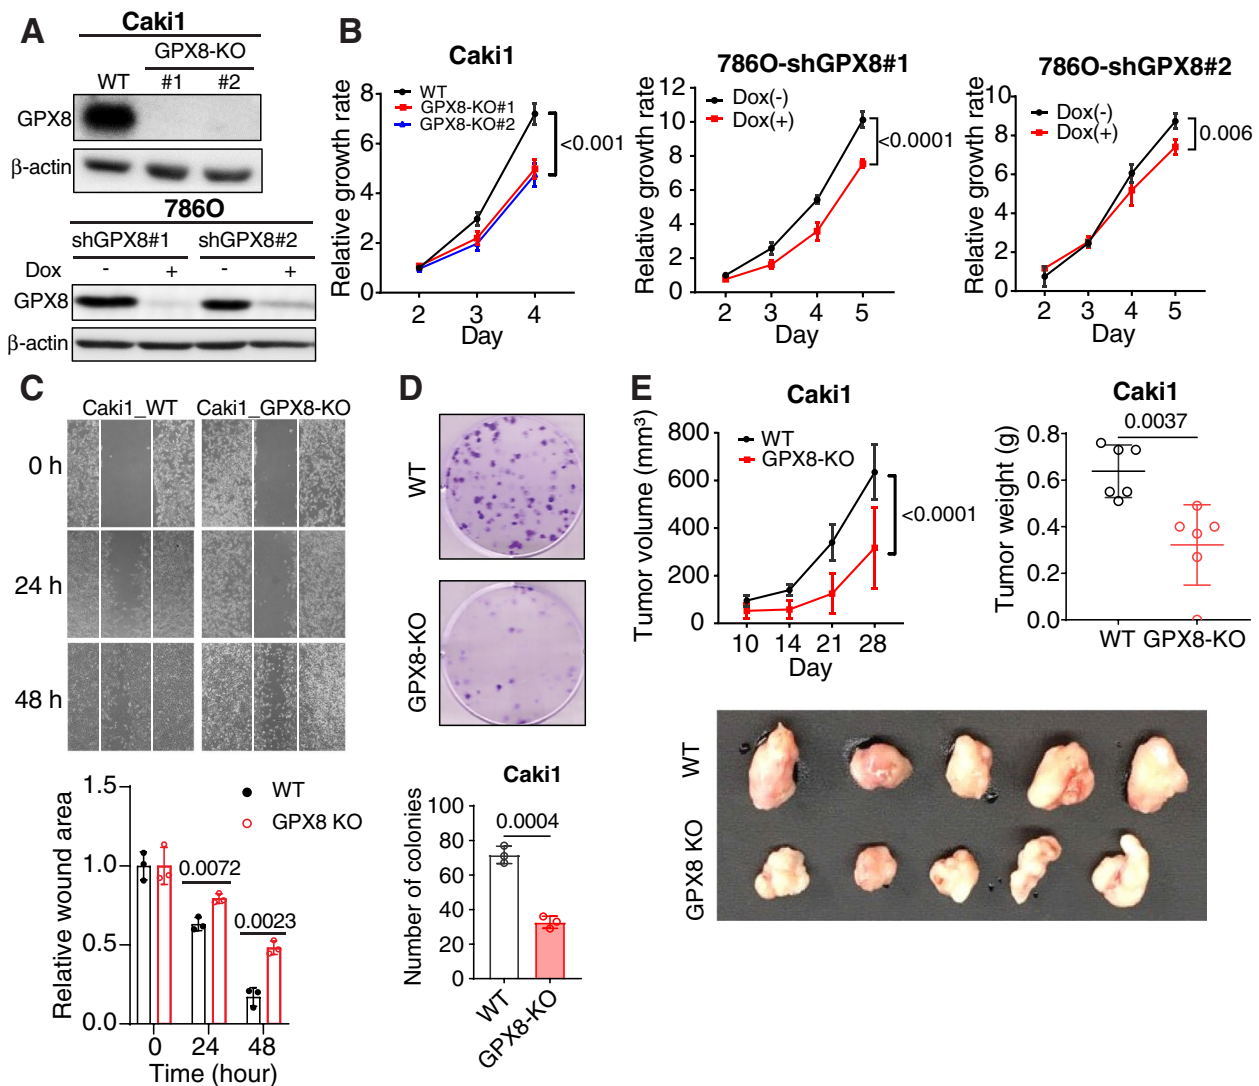 A
Caki1
GPX8-KO
WT #1 #2
GPX8
β-actin
786O
shGPX8#1 shGPX8#2
Dox - + - +
GPX8
β-actin
B
Caki1
Relative growth rate
8
6
4
2
0
WT
GPX8-KO#1
GPX8-KO#2
<0.001
2 3 4
Day
786O-shGPX8#1
Relative growth rate
12
10
8
6
4
2
0
Dox(-)
Dox(+)
<0.0001
2 3 4 5
Day
786O-shGPX8#2
Relative growth rate
10
8
6
4
2
0
Dox(-)
Dox(+)
0.006
2 3 4 5
Day
C
Caki1_WT Caki1_GPX8-KO
0 h
24 h
48 h
Relative wound area
1.5
1.0
0.5
0.0
WT
GPX8 KO
0.0072
0.0023
0 24 48
Time (hour)
D
WT
GPX8-KO
Caki1
Number of colonies
100
80
60
40
20
0
0.0004
WT
GPX8-KO
E
Caki1
Tumor volume (mm³)
800
600
400
200
0
WT
GPX8-KO
<0.0001
10 14 21 28
Day
Caki1
Tumor weight (g)
0.8
0.6
0.4
0.2
0.0
0.0037
WT GPX8-KO
WT
GPX8 KO